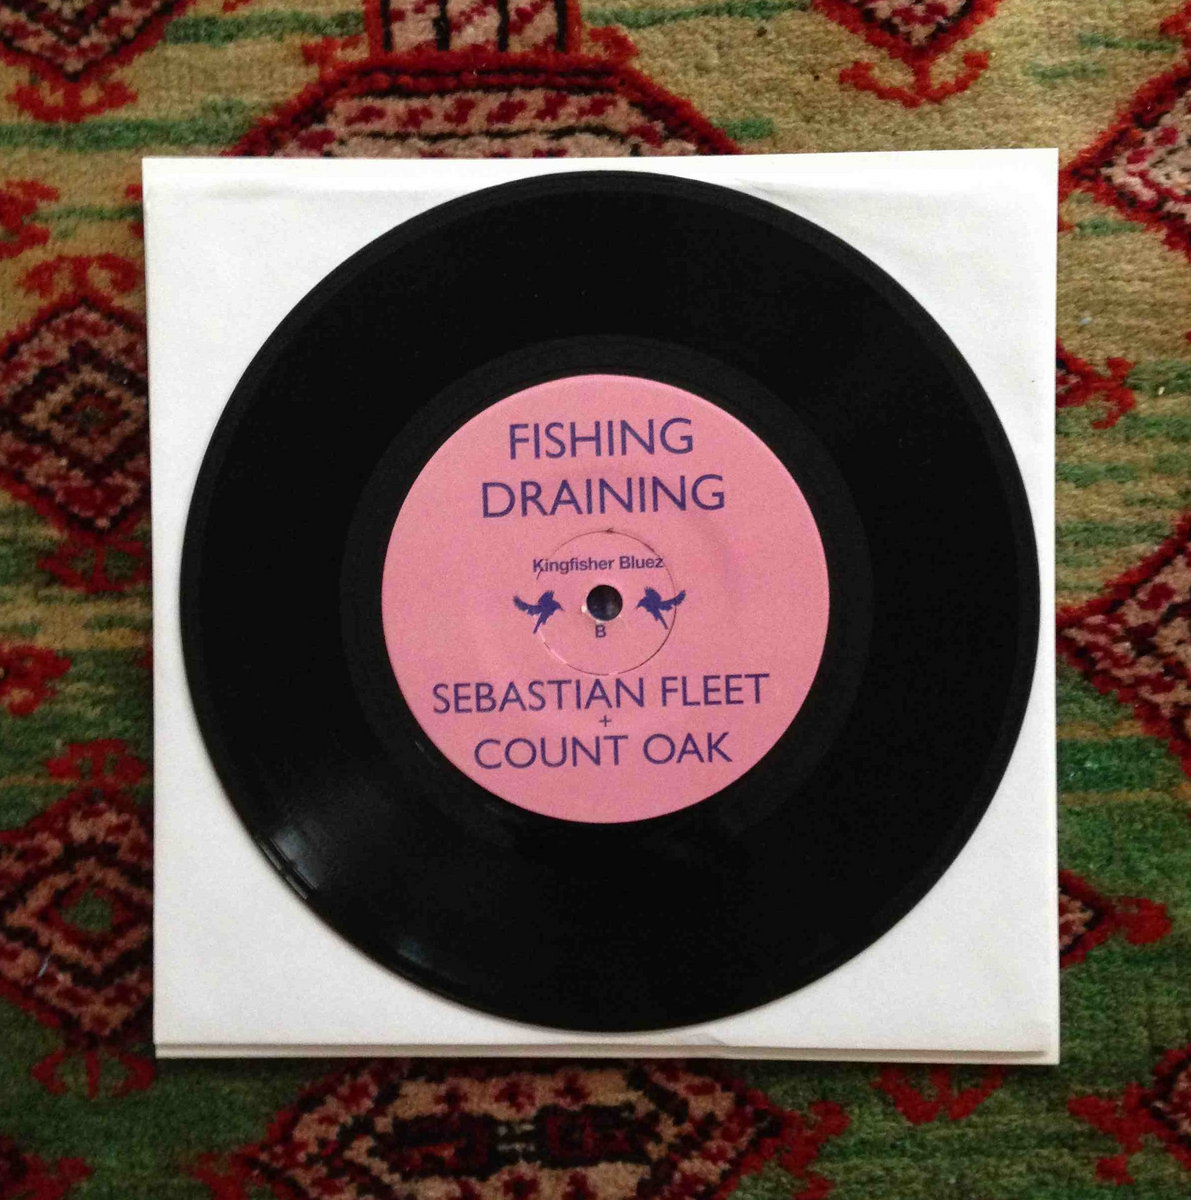 FISHING
DRAINING
Kingfisher Bluez
B
SEBASTIAN FLEET
+
COUNT OAK